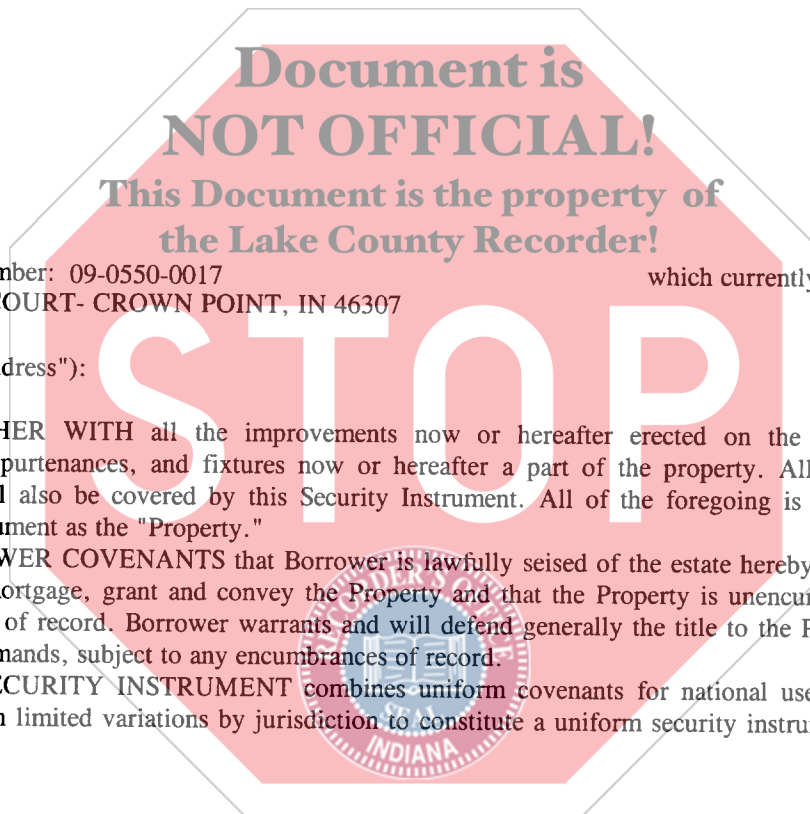 Document is
NOT OFFICIAL!
This Document is the property of
the Lake County Recorder!
mber: 09-0550-0017 which currently
COURT- CROWN POINT, IN 46307
dress"):
STOP
HER WITH all the improvements now or hereafter erected on the
purtenances, and fixtures now or hereafter a part of the property. All
l also be covered by this Security Instrument. All of the foregoing is
ument as the "Property."
WER COVENANTS that Borrower is lawfully seised of the estate hereby
ortgage, grant and convey the Property and that the Property is unencu
of record. Borrower warrants and will defend generally the title to the
mands, subject to any encumbrances of record.
ECURITY INSTRUMENT combines uniform covenants for national use
n limited variations by jurisdiction to constitute a uniform security instru
RECORDER'S OFFICE
SEAL
INDIANA